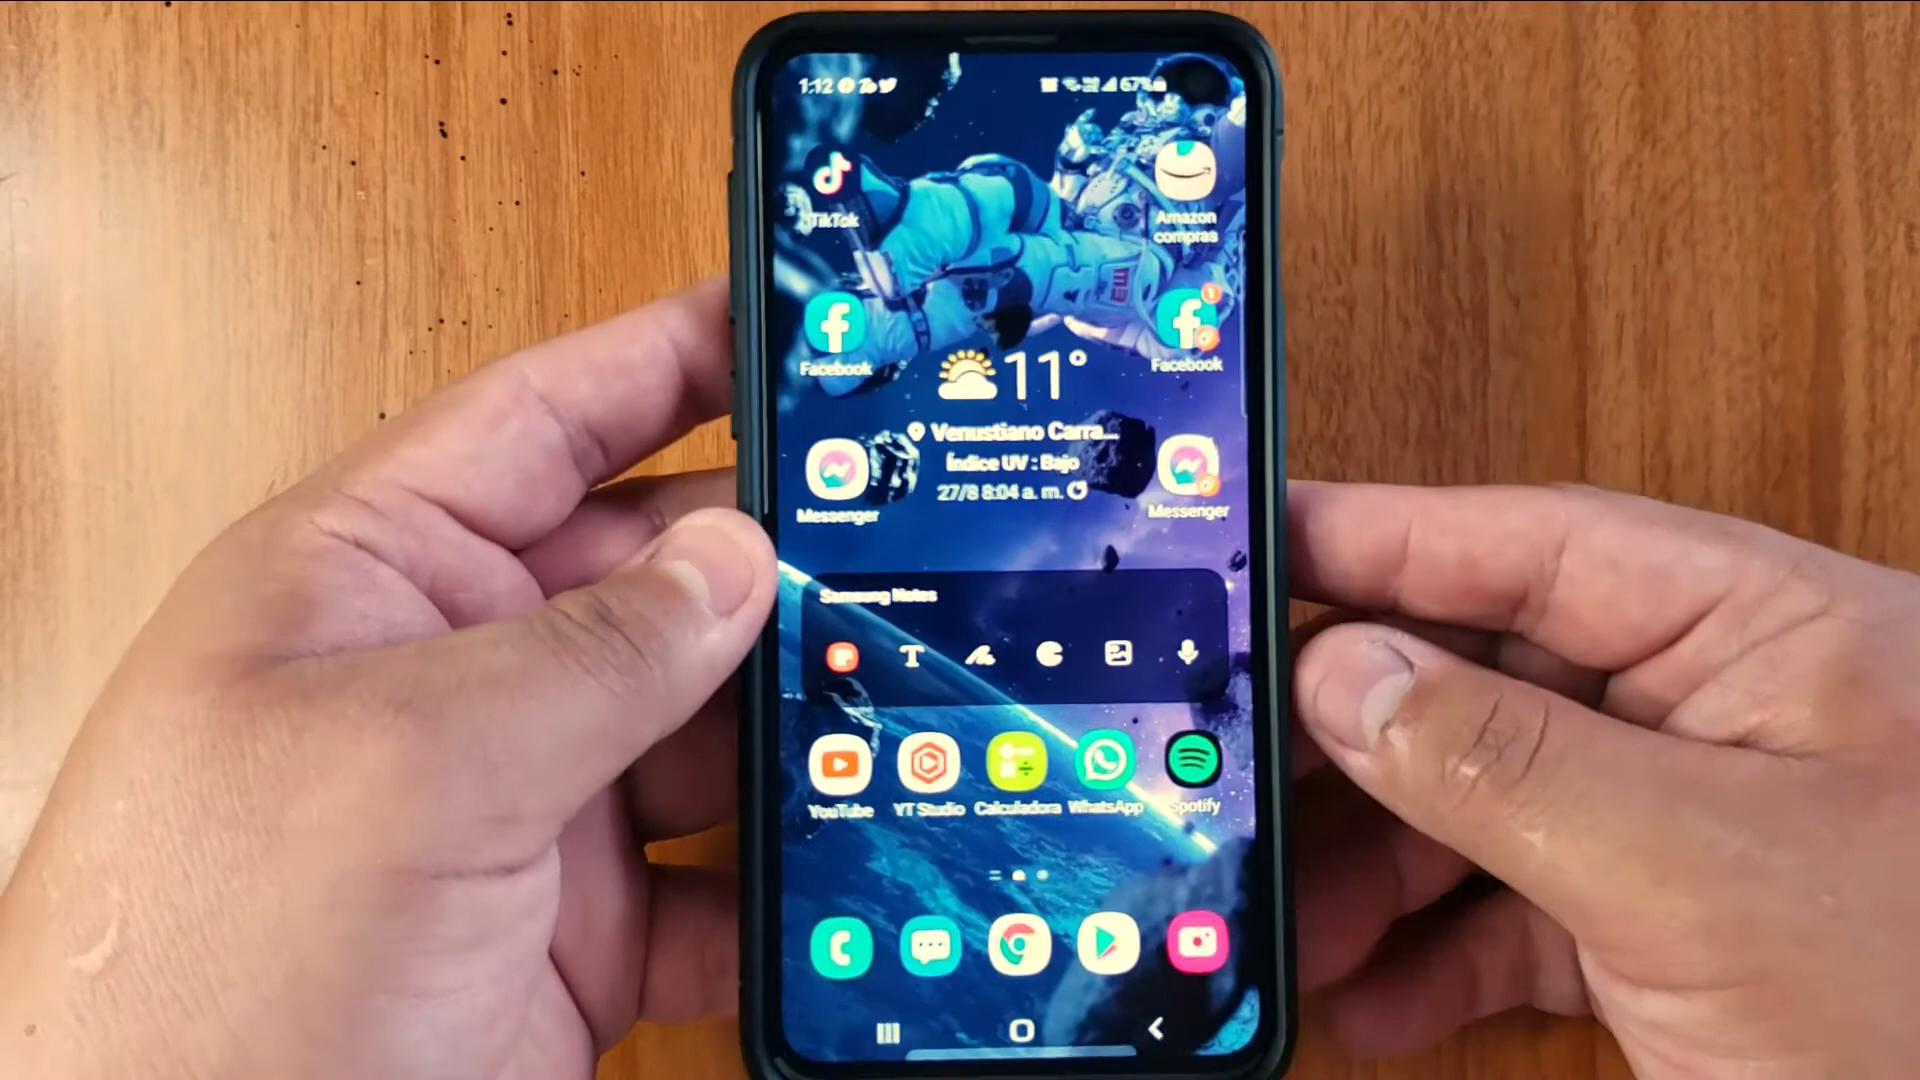 1:12
67%
TikTok
Amazon
compras
Facebook
Facebook
11°
Venustiano Carra...
Índice UV : Bajo
27/8 8:04 a. m.
Messenger
Messenger
Samsung Notes
T
YouTube
YT Studio
Calculadora
WhatsApp
Spotify